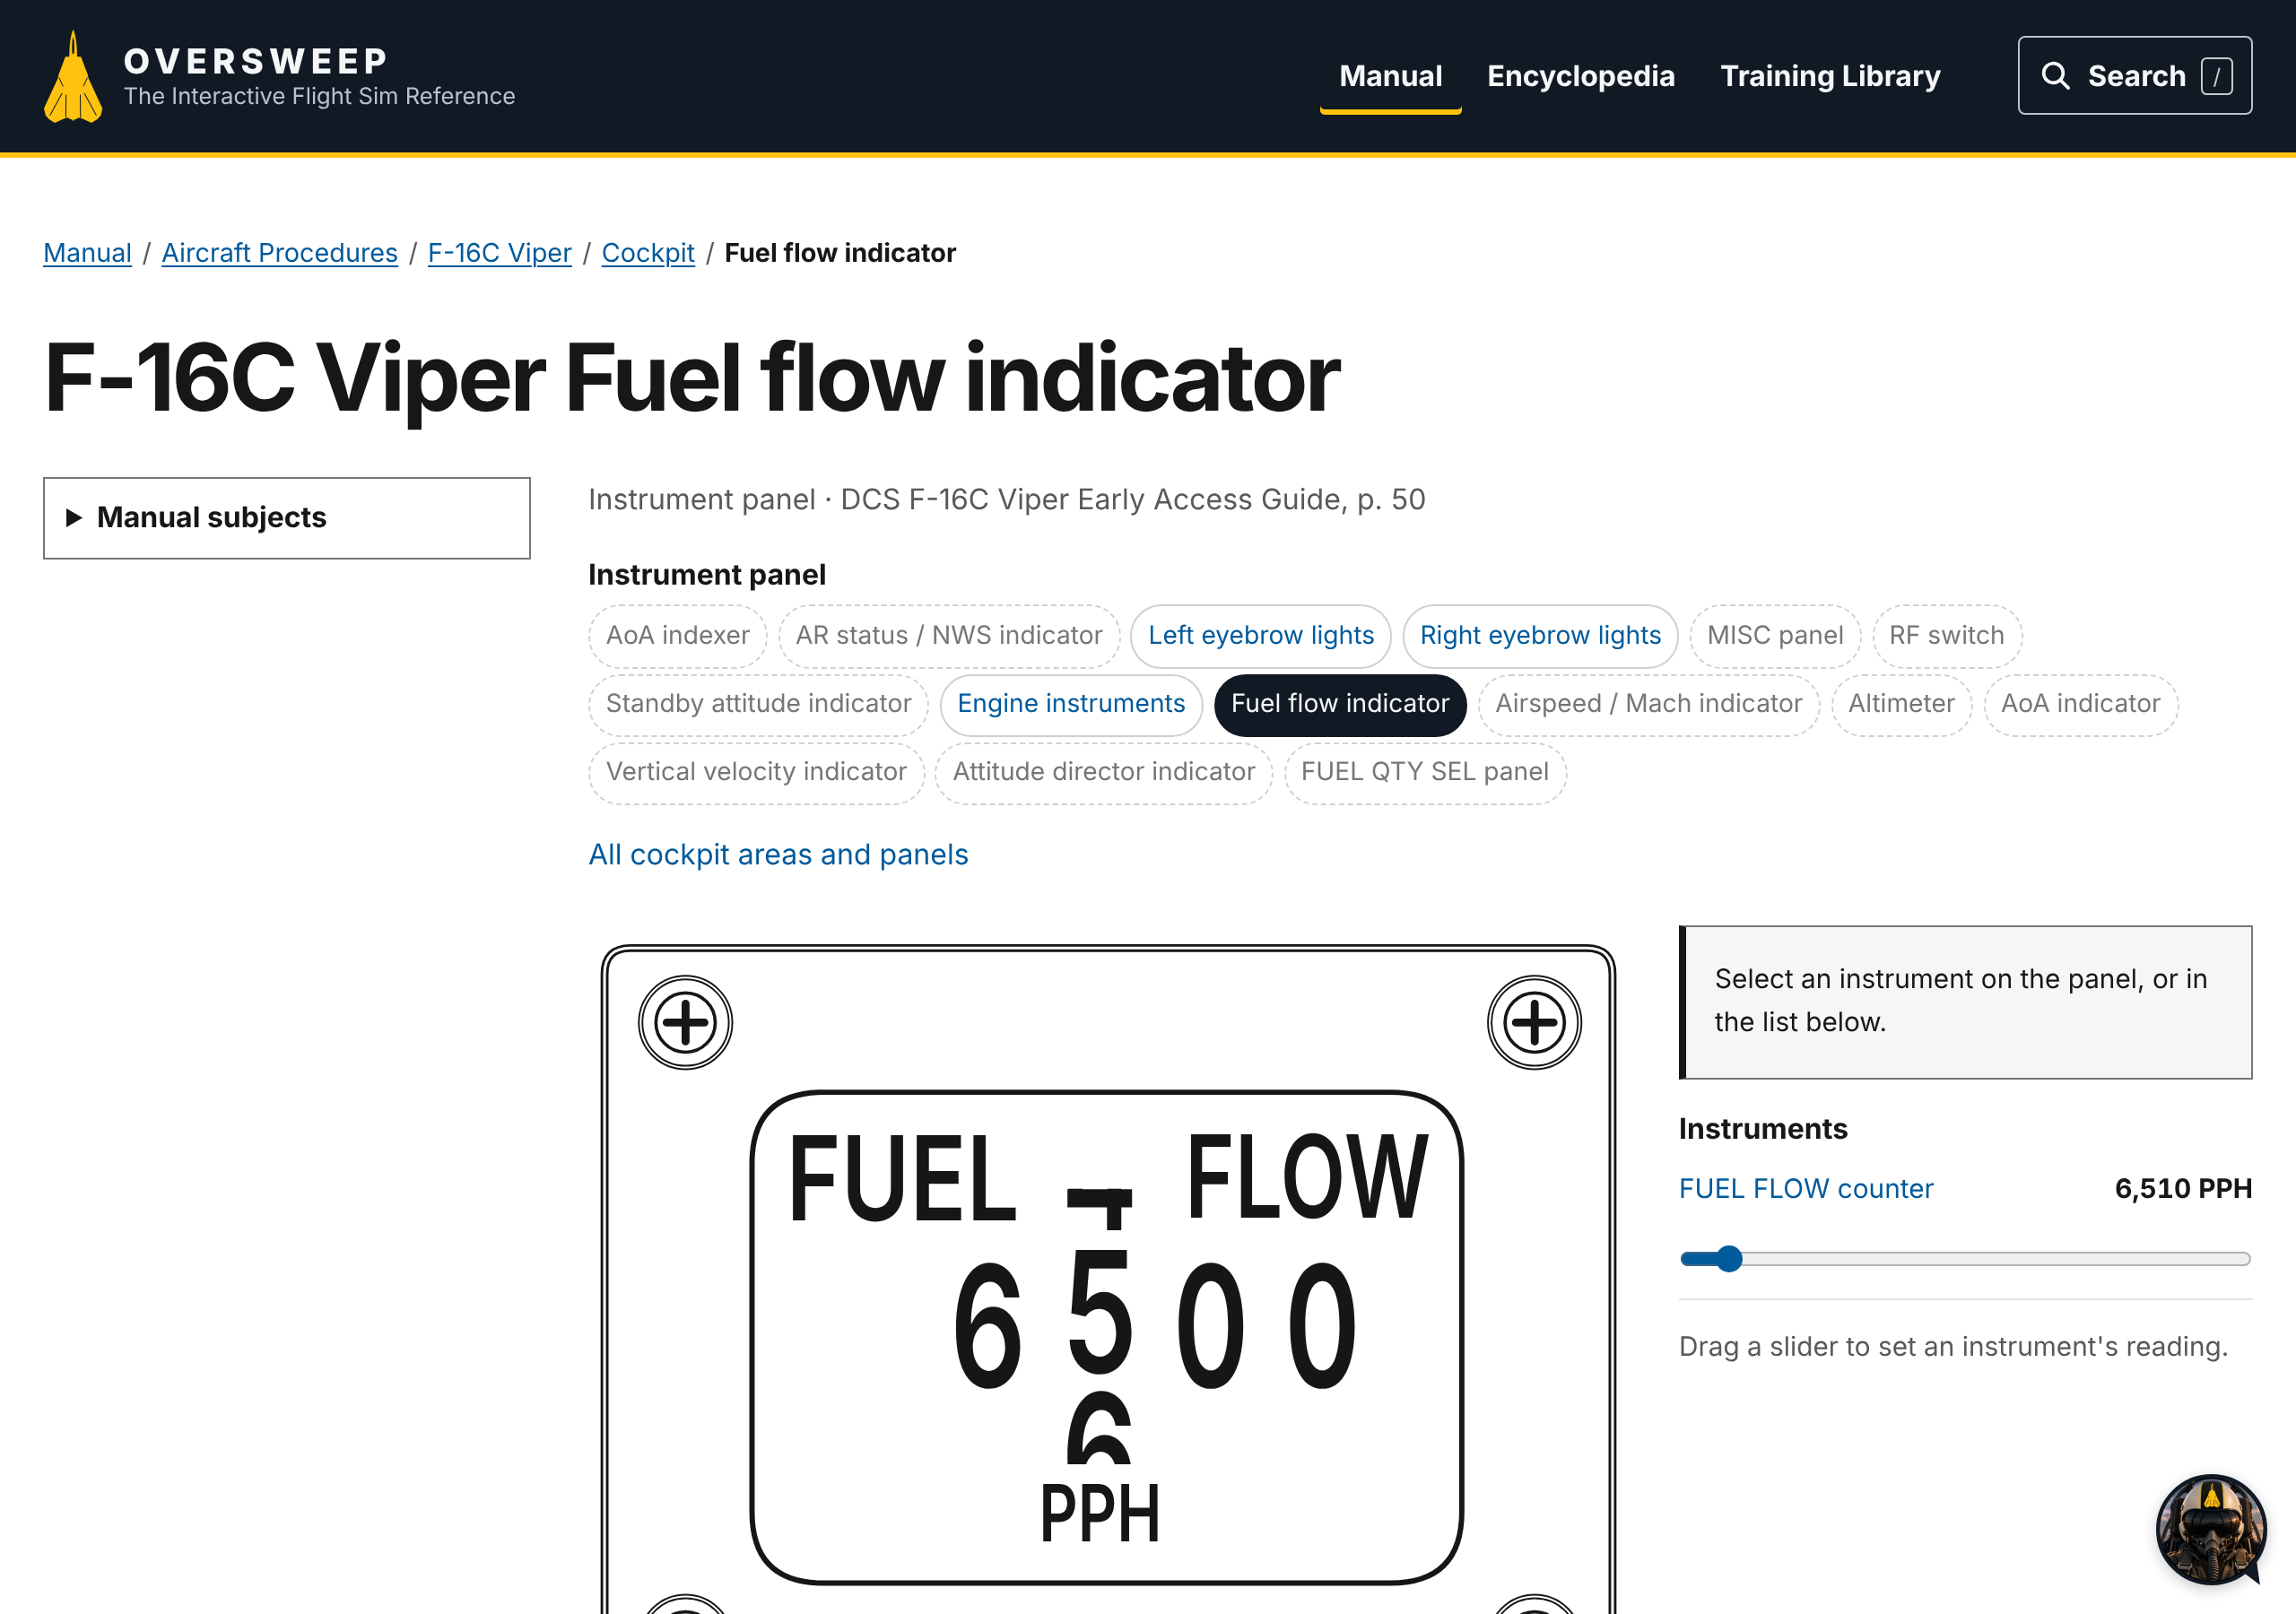 OVERSWEEP
The Interactive Flight Sim Reference
Manual
Encyclopedia
Training Library
Search /
Manual / Aircraft Procedures / F-16C Viper / Cockpit / Fuel flow indicator
F-16C Viper Fuel flow indicator
▶ Manual subjects
Instrument panel · DCS F-16C Viper Early Access Guide, p. 50
Instrument panel
AoA indexer
AR status / NWS indicator
Left eyebrow lights
Right eyebrow lights
MISC panel
RF switch
Standby attitude indicator
Engine instruments
Fuel flow indicator
Airspeed / Mach indicator
Altimeter
AoA indicator
Vertical velocity indicator
Attitude director indicator
FUEL QTY SEL panel
All cockpit areas and panels
FUEL FLOW
6 5 0 0
6
PPH
Select an instrument on the panel, or in
the list below.
Instruments
FUEL FLOW counter 6,510 PPH
Drag a slider to set an instrument's reading.